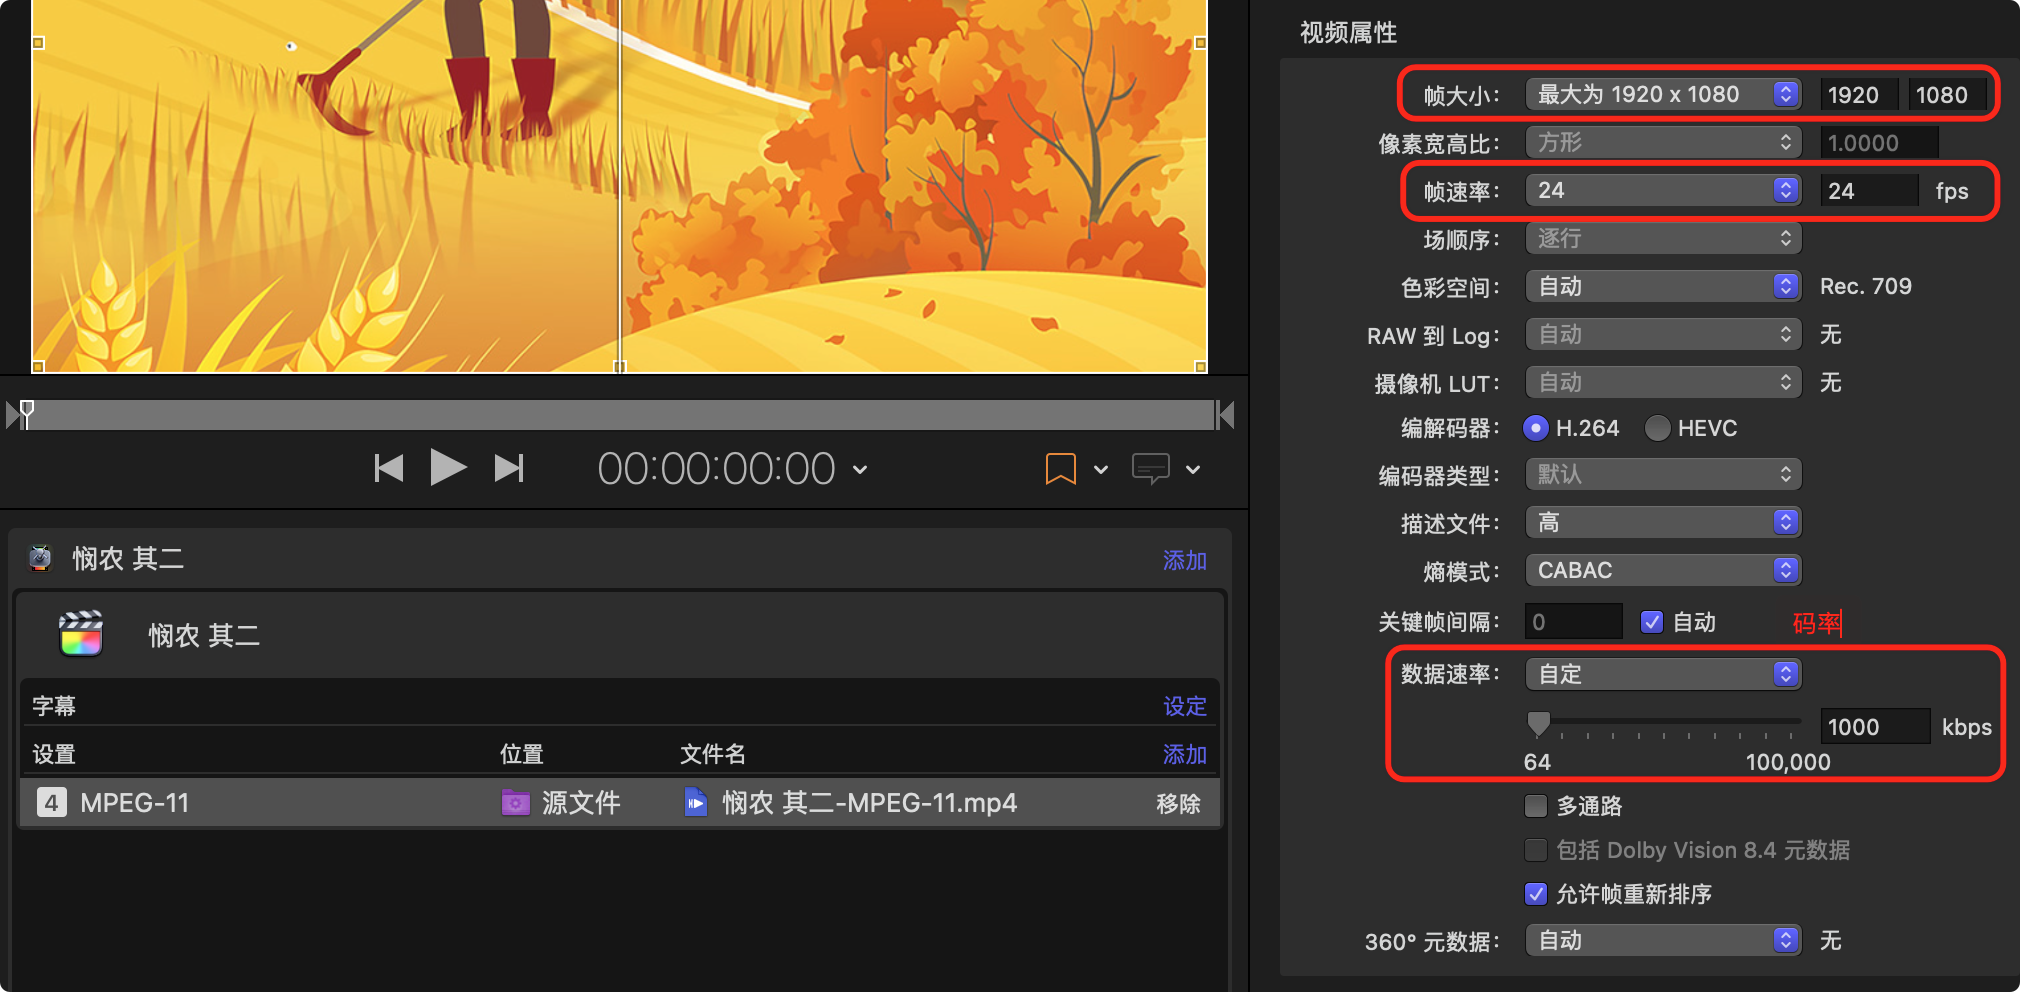 视频属性
帧大小： 最大为 1920 x 1080 1920 1080
像素宽高比： 方形 1.0000
帧速率： 24 24 fps
场顺序： 逐行
色彩空间： 自动 Rec. 709
RAW 到 Log： 自动 无
摄像机 LUT： 自动 无
编解码器： H.264 HEVC
编码器类型： 默认
描述文件： 高
熵模式： CABAC
关键帧间隔： 0 自动 码率
数据速率： 自定
1000 kbps
64 100,000
多通路
包括 Dolby Vision 8.4 元数据
允许帧重新排序
360° 元数据： 自动 无
00:00:00:00
悯农 其二 添加
悯农 其二
字幕 设定
设置 位置 文件名 添加
4 MPEG-11 源文件 悯农 其二-MPEG-11.mp4 移除